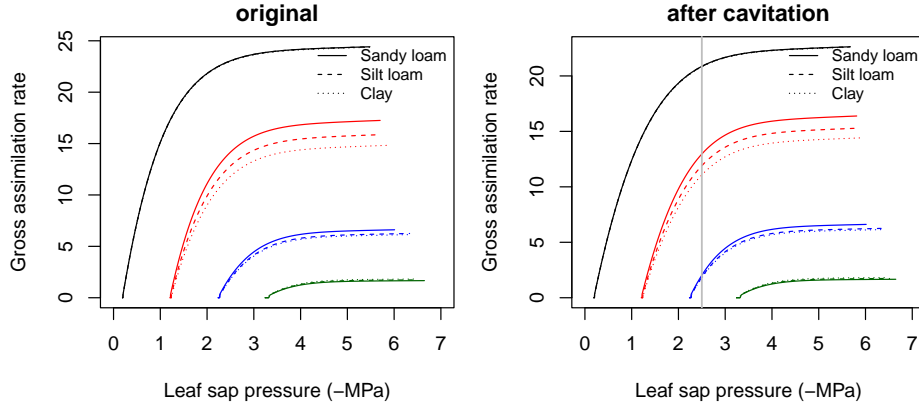 original
Gross assimilation rate
25
20
15
10
5
0
Sandy loam
Silt loam
Clay
0 1 2 3 4 5 6 7
Leaf sap pressure (−MPa)
after cavitation
Gross assimilation rate
20
15
10
5
0
Sandy loam
Silt loam
Clay
0 1 2 3 4 5 6 7
Leaf sap pressure (−MPa)